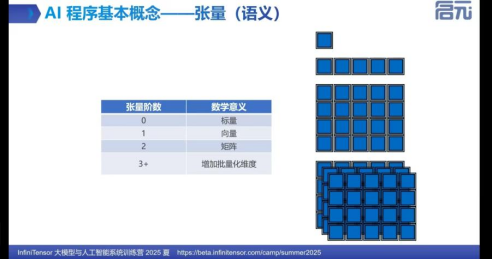 AI 程序基本概念——张量（语义）
启元
张量阶数 数学意义
0 标量
1 向量
2 矩阵
3+ 增加批量化维度
InfiniTensor 大模型与人工智能系统训练营 2025 夏 https://beta.infinitensor.com/camp/summer2025